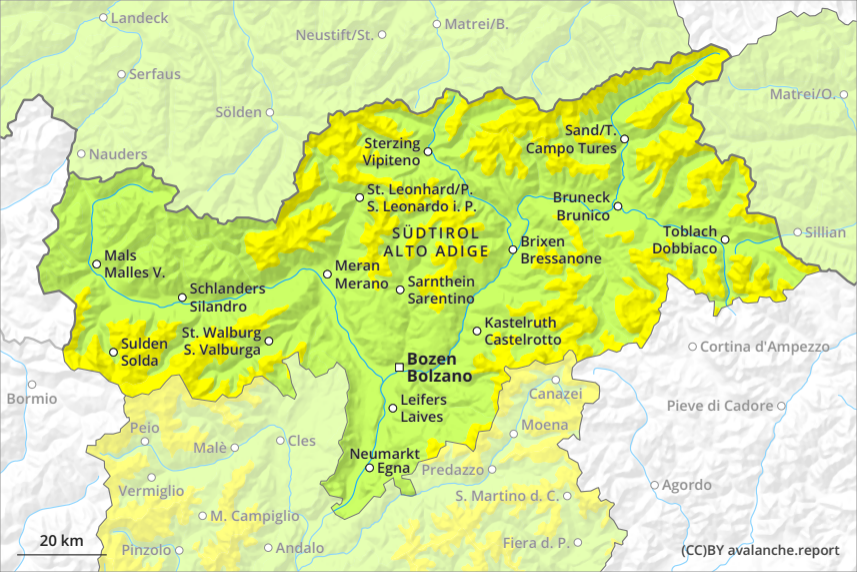 Landeck
Matrei/B.
Neustift/St.
Serfaus
Matrei/O.
Sölden
Sand/T.
Campo Tures
Sterzing
Vipiteno
Nauders
St. Leonhard/P.
S. Leonardo i. P.
Bruneck
Brunico
SÜDTIROL
ALTO ADIGE
Toblach
Dobbiaco
Sillian
Brixen
Bressanone
Mals
Malles V.
Meran
Merano
Sarnthein
Sarentino
Schlanders
Silandro
Kastelruth
Castelrotto
St. Walburg
S. Valburga
Sulden
Solda
Cortina d'Ampezzo
Bozen
Bolzano
Bormio
Canazei
Leifers
Laives
Pieve di Cadore
Peio
Moena
Cles
Malè
Neumarkt
Egna
Predazzo
Vermiglio
Agordo
S. Martino d. C.
M. Campiglio
20 km
Pinzolo
Andalo
Fiera d. P.
(CC)BY avalanche.report